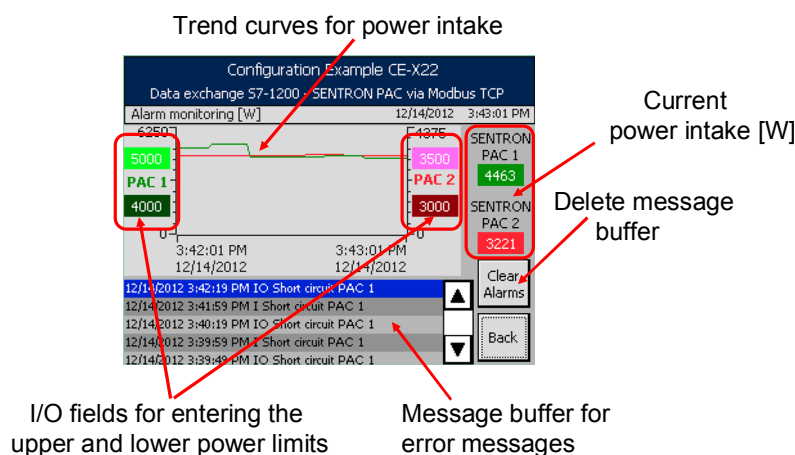 Trend curves for power intake
Configuration Example CE-X22
Data exchange S7-1200 - SENTRON PAC via Modbus TCP
Alarm monitoring [W]
12/14/2012 3:43:01 PM
6250
4375
5000
PAC 1
4000
0
3500
PAC 2
3000
0
3:42:01 PM
12/14/2012
3:43:01 PM
12/14/2012
SENTRON
PAC 1
4463
SENTRON
PAC 2
3221
Current
power intake [W]
Delete message
buffer
Clear
Alarms
Back
12/14/2012 3:42:19 PM IO Short circuit PAC 1
12/14/2012 3:41:59 PM I Short circuit PAC 1
12/14/2012 3:40:19 PM IO Short circuit PAC 1
12/14/2012 3:39:59 PM I Short circuit PAC 1
12/14/2012 3:39:49 PM IO Short circuit PAC 1
I/O fields for entering the
upper and lower power limits
Message buffer for
error messages